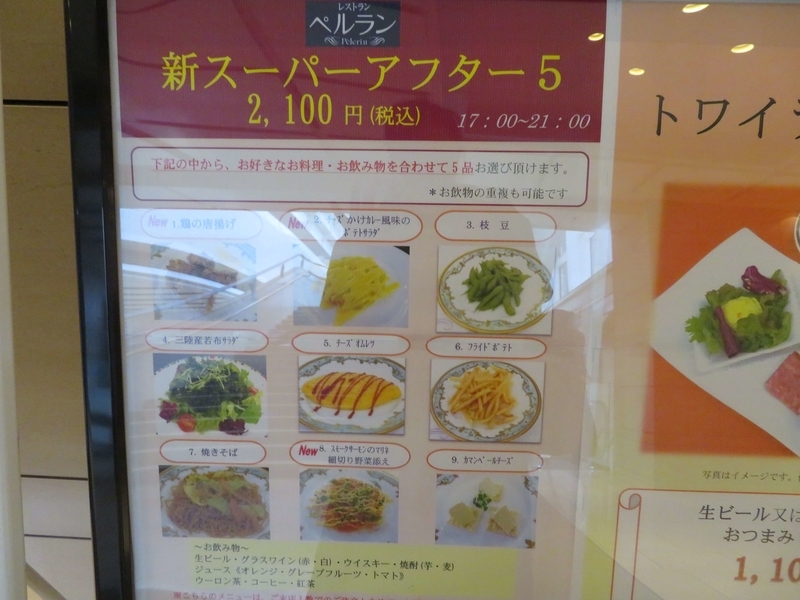 レストラン
ペルラン
Pelerin
新スーパーアフター5
2,100 円(税込)
17:00~21:00
下記の中から、お好きなお料理・お飲み物を合わせて5品お選び頂けます。
*お飲物の重複も可能です
New 1.鶏の唐揚げ
New 2.チーズかけカレー風味の
ポテトサラダ
3. 枝 豆
4. 三陸産若布サラダ
5. チーズオムレツ
6. フライドポテト
7. 焼きそば
New 8. スモークサーモンのマリネ
細切り野菜添え
9. カマンベールチーズ
～お飲み物～
生ビール・グラスワイン(赤・白)・ウイスキー・焼酎(芋・麦)
ジュース《オレンジ・グレープフルーツ・トマト》
ウーロン茶・コーヒー・紅茶
トワイ
写真はイメージです。
生ビール又は
おつまみ
1,10